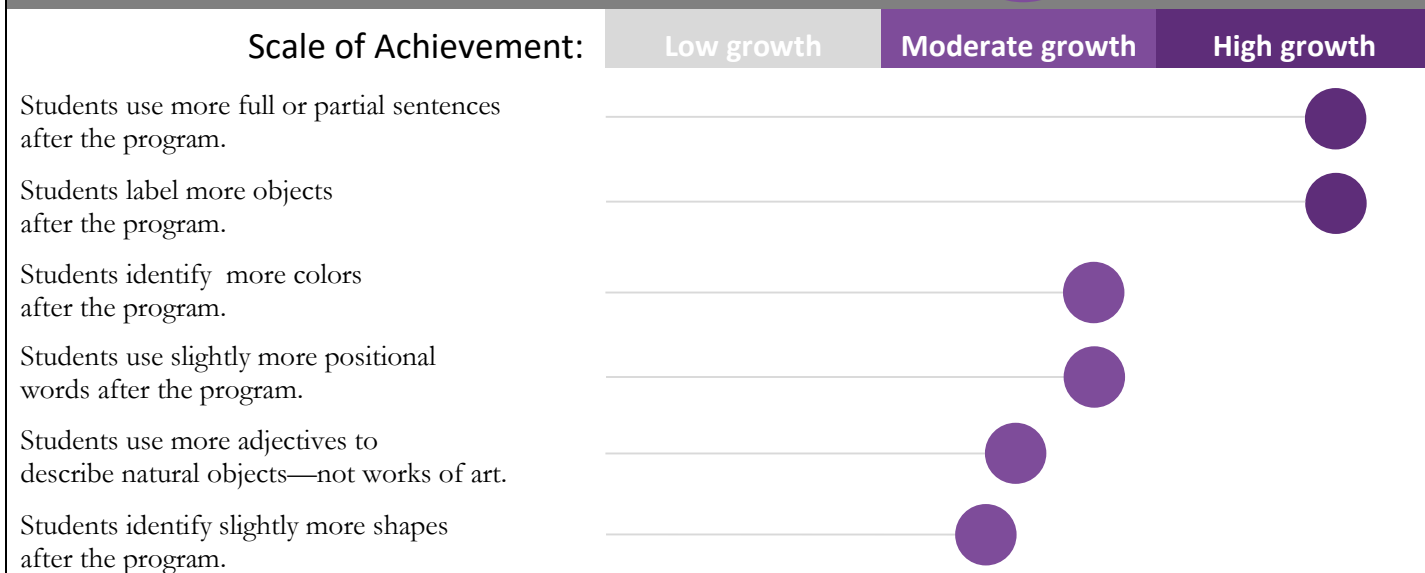 Scale of Achievement: Low growth Moderate growth High growth
Students use more full or partial sentences
after the program.
Students label more objects
after the program.
Students identify  more colors
after the program.
Students use slightly more positional
words after the program.
Students use more adjectives to
describe natural objects—not works of art.
Students identify slightly more shapes
after the program.